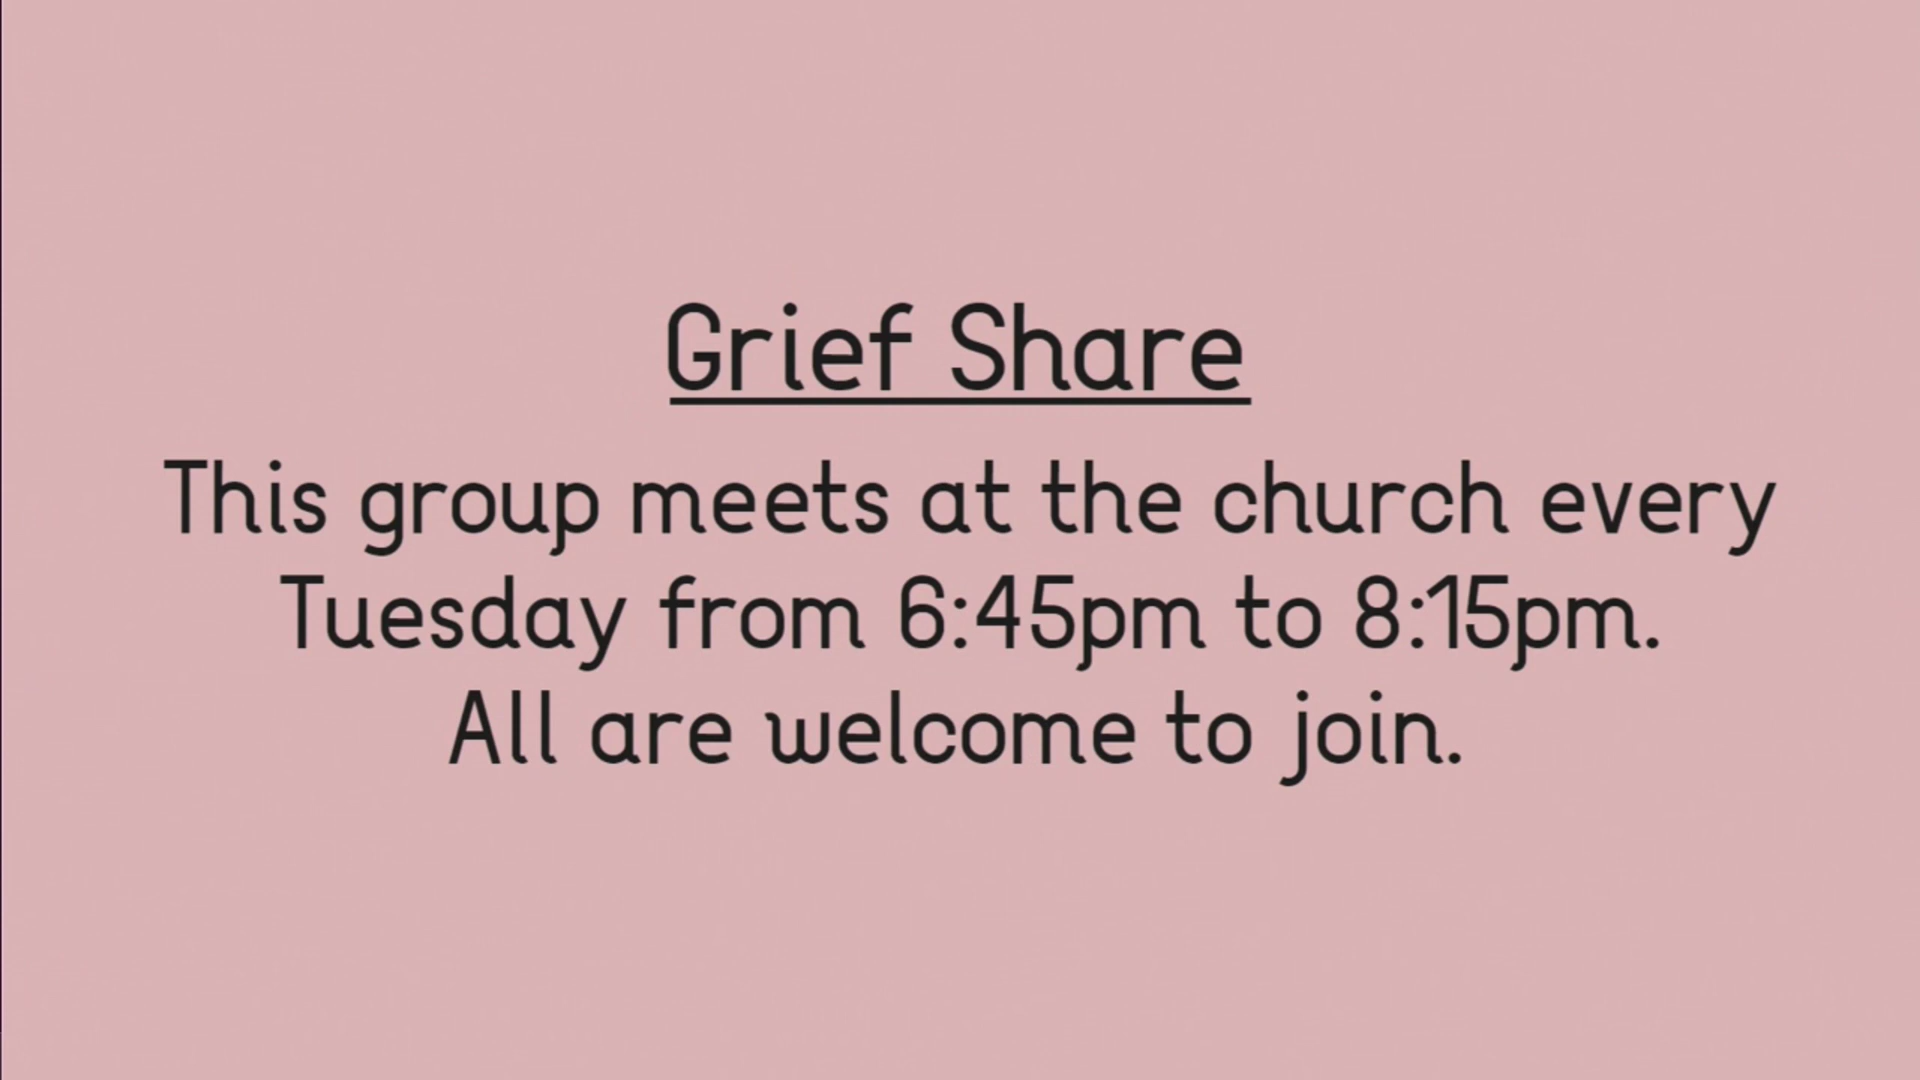 Grief Share
This group meets at the church every
Tuesday from 6:45pm to 8:15pm.
All are welcome to join.